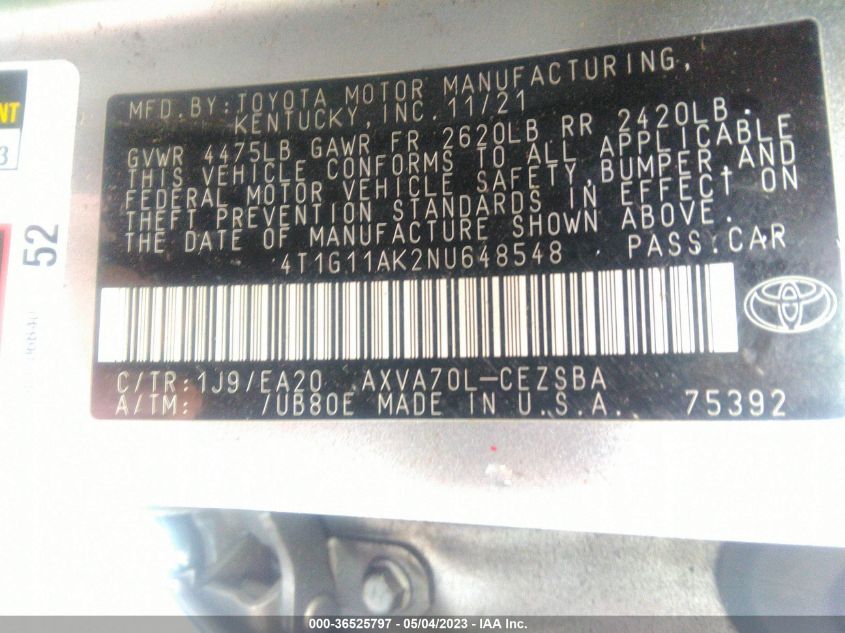 NT
3
52
MFD.BY:TOYOTA MOTOR MANUFACTURING,
KENTUCKY,INC.11/21
GVWR 4475LB GAWR FR 2620LB RR 2420LB.
THIS VEHICLE CONFORMS TO ALL APPLICABLE
FEDERAL MOTOR VEHICLE SAFETY,BUMPER,AND
THEFT PREVENTION STANDARDS IN EFFECT ON
THE DATE OF MANUFACTURE SHOWN ABOVE.
4T1G11AK2NU648548 PASS.CAR
C/TR:1J9/EA20 AXVA70L-CEZSBA
A/TM: /UB80E MADE IN U.S.A. 75392
000-36525797 - 05/04/2023 - IAA Inc.